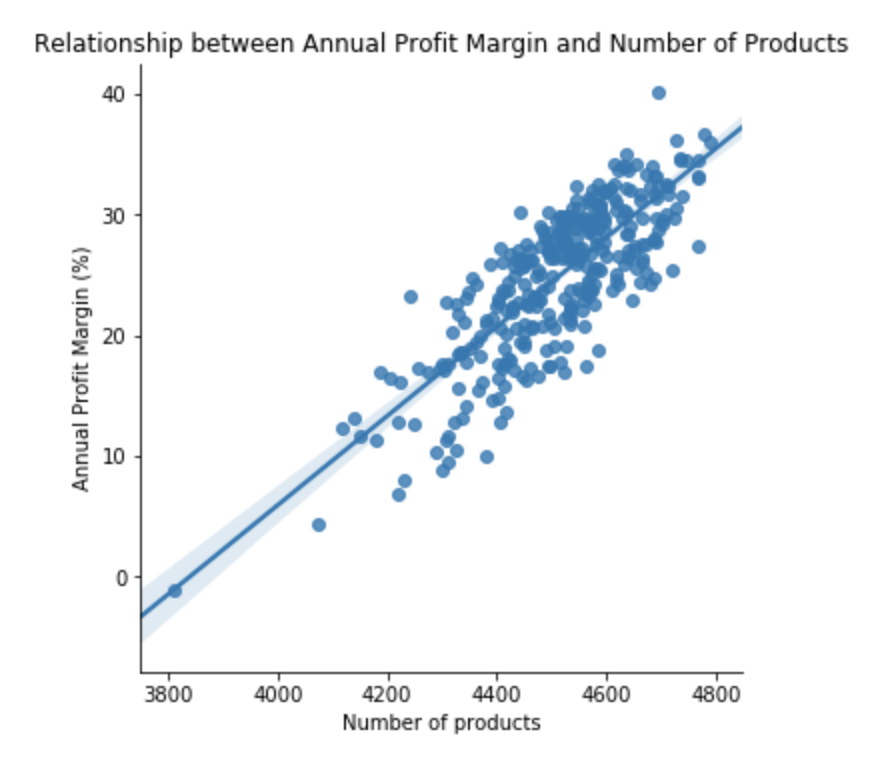 Relationship between Annual Profit Margin and Number of Products
40
30
20
10
0
Annual Profit Margin (%)
3800 4000 4200 4400 4600 4800
Number of products